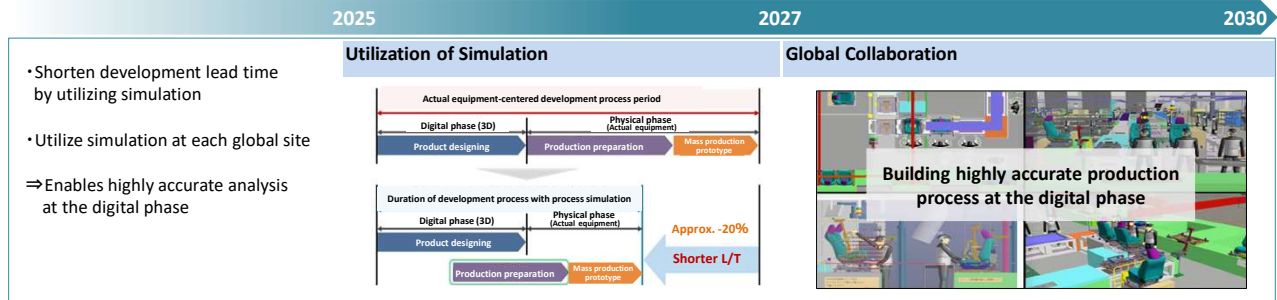 2025
2027
2030
・Shorten development lead time
by utilizing simulation
・Utilize simulation at each global site
⇒Enables highly accurate analysis
at the digital phase
Utilization of Simulation
Actual equipment-centered development process period
Digital phase (3D)
Physical phase
(Actual equipment)
Product designing
Production preparation
Mass production
prototype
Duration of development process with process simulation
Digital phase (3D)
Physical phase
(Actual equipment)
Product designing
Production preparation
Mass production
prototype
Approx. -20%
Shorter L/T
Global Collaboration
Building highly accurate production
process at the digital phase